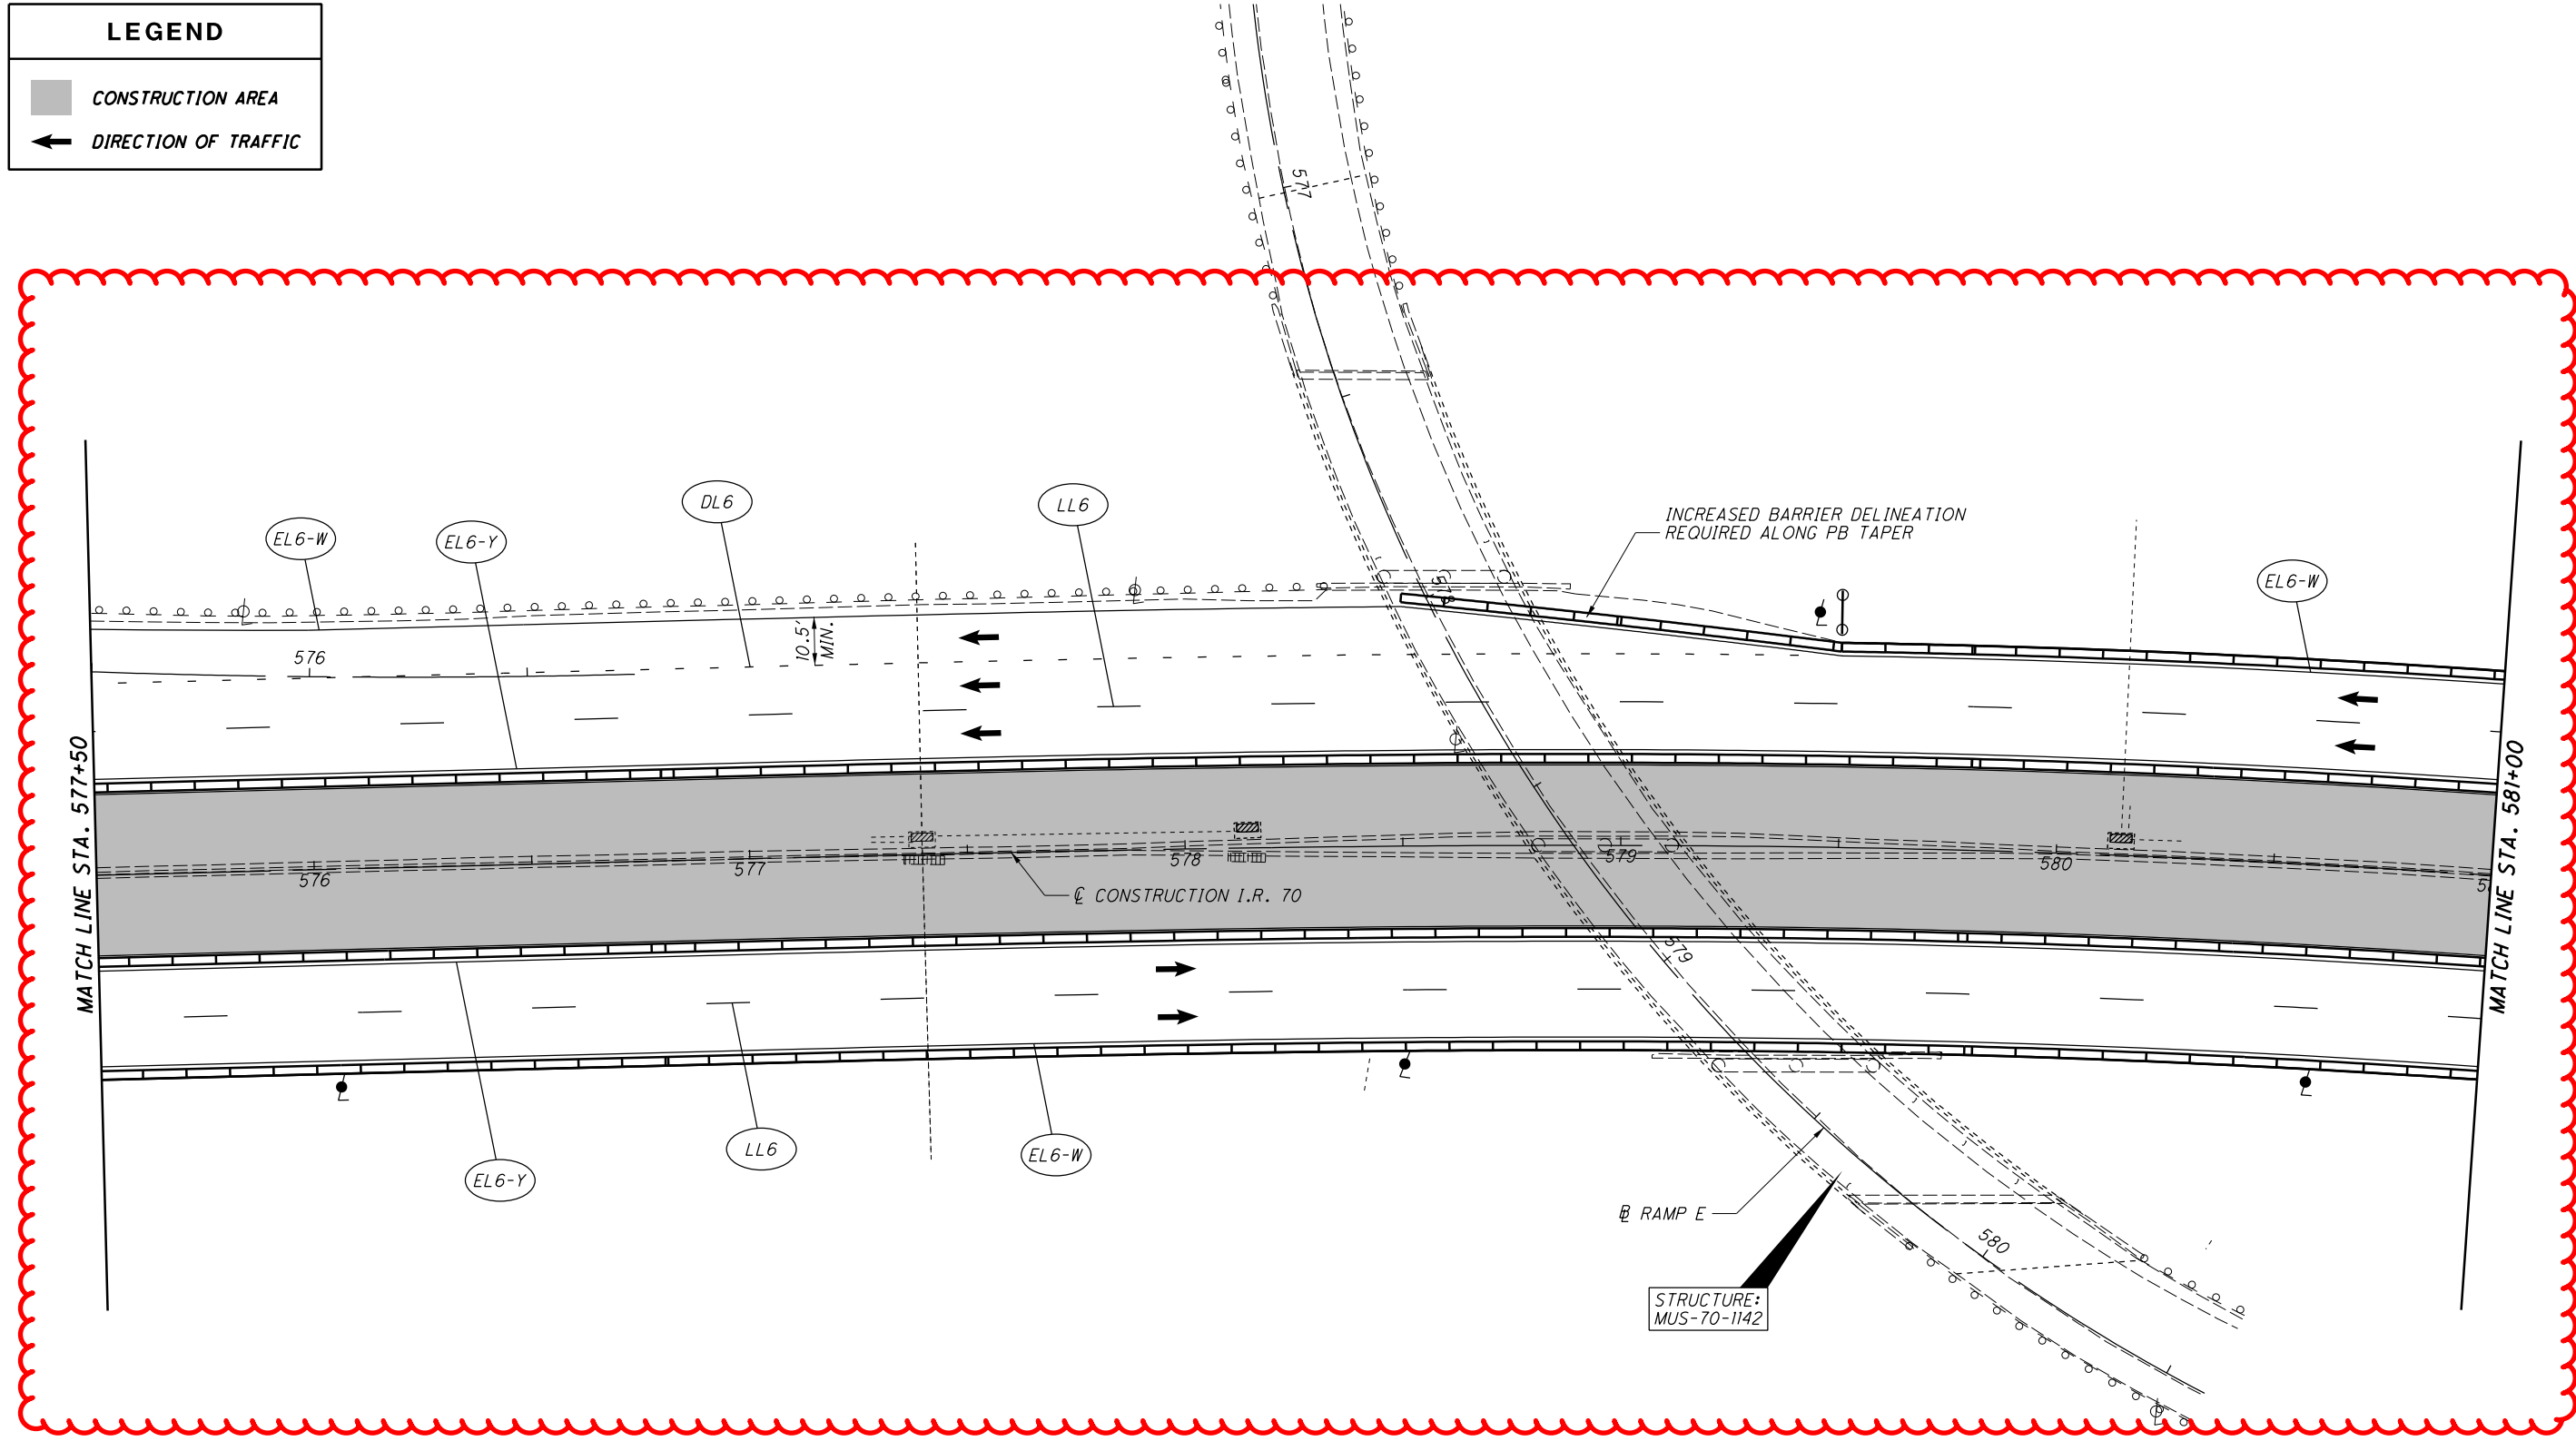 LEGEND
CONSTRUCTION AREA
DIRECTION OF TRAFFIC
577
DL6
LL6
EL6-W
EL6-Y
INCREASED BARRIER DELINEATION
REQUIRED ALONG PB TAPER
EL6-W
578
10.5'
MIN.
576
MATCH LINE STA. 577+50
MATCH LINE STA. 581+00
576
577
578
579
580
℄ CONSTRUCTION I.R. 70
579
EL6-Y
LL6
EL6-W
BL RAMP E
580
STRUCTURE:
MUS-70-1142